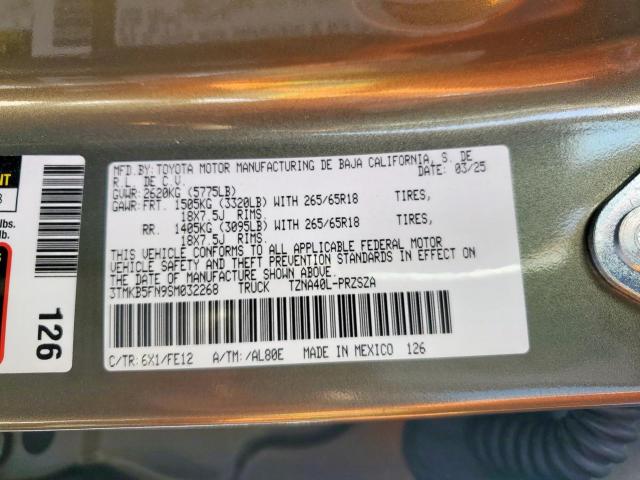 MFD.BY:TOYOTA MOTOR MANUFACTURING DE BAJA CALIFORNIA, S. DE
R.L. DE C.V. DATE: 03/25
GVWR:2620KG (5775LB)
GAWR:FRT. 1505KG (3320LB) WITH 265/65R18 TIRES,
18X7.5J RIMS.
RR. 1405KG (3095LB) WITH 265/65R18 TIRES,
18X7.5J RIMS.
THIS VEHICLE CONFORMS TO ALL APPLICABLE FEDERAL MOTOR
VEHICLE SAFETY AND THEFT PREVENTION STANDARDS IN EFFECT ON
THE DATE OF MANUFACTURE SHOWN ABOVE.
3TMKB5FN9SM032268 TRUCK TZNA40L-PRZSZA
C/TR:6X1/FE12 A/TM:/AL80E MADE IN MEXICO 126
lbs.
lb.
126